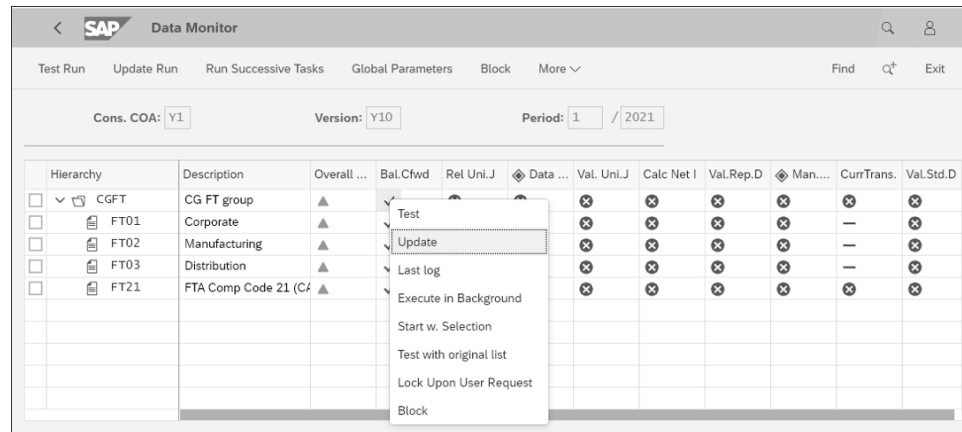 SAP Data Monitor
Test Run Update Run Run Successive Tasks Global Parameters Block More Find Exit
Cons. COA: Y1 Version: Y10 Period: 1 / 2021
Hierarchy Description Overall ... Bal.Cfwd Rel Uni.J Data ... Val. Uni.J Calc Net I Val.Rep.D Man.... CurrTrans. Val.Std.D
CGFT CG FT group
FT01 Corporate
FT02 Manufacturing
FT03 Distribution
FT21 FTA Comp Code 21 (CA
Test
Update
Last log
Execute in Background
Start w. Selection
Test with original list
Lock Upon User Request
Block